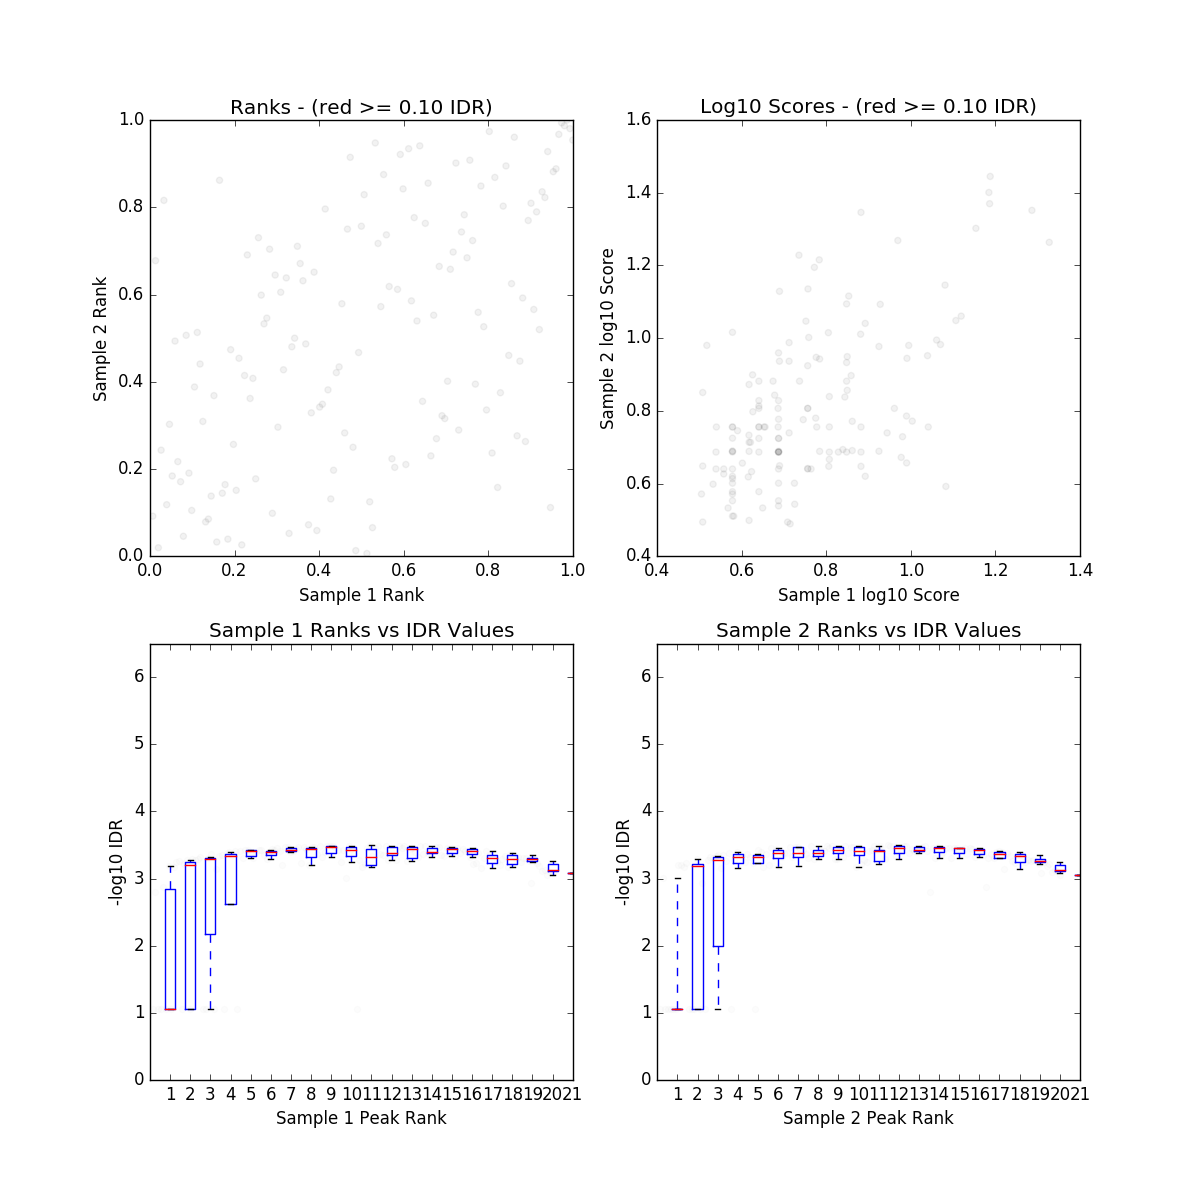 Ranks - (red >= 0.10 IDR)
1.0
0.8
0.6
0.4
0.2
0.0
Sample 2 Rank
0.0 0.2 0.4 0.6 0.8 1.0
Sample 1 Rank
Log10 Scores - (red >= 0.10 IDR)
1.6
1.4
1.2
1.0
0.8
0.6
0.4
Sample 2 log10 Score
0.4 0.6 0.8 1.0 1.2 1.4
Sample 1 log10 Score
Sample 1 Ranks vs IDR Values
6
5
4
3
2
1
0
-log10 IDR
1 2 3 4 5 6 7 8 9 10 11 12 13 14 15 16 17 18 19 20 21
Sample 1 Peak Rank
Sample 2 Ranks vs IDR Values
6
5
4
3
2
1
0
-log10 IDR
1 2 3 4 5 6 7 8 9 10 11 12 13 14 15 16 17 18 19 20 21
Sample 2 Peak Rank